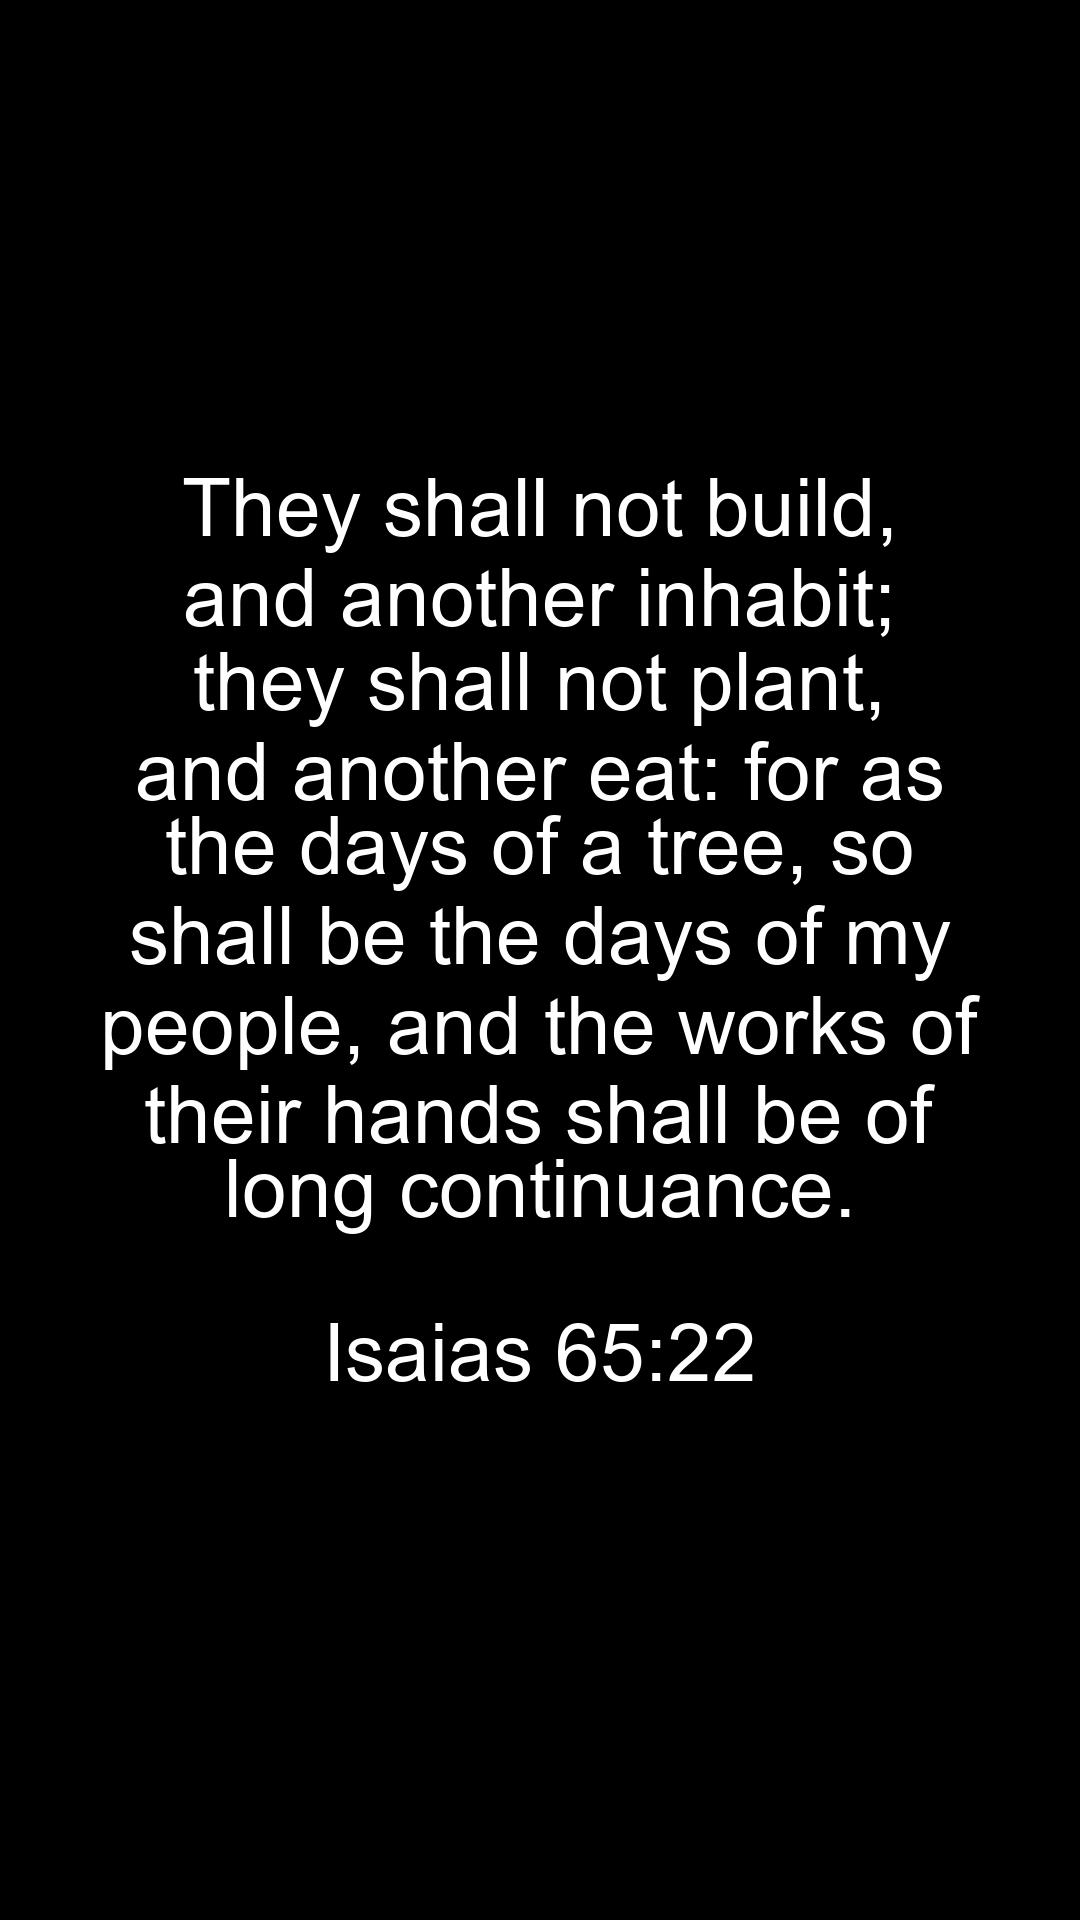 They shall not build,
and another inhabit;
they shall not plant,
and another eat: for as
the days of a tree, so
shall be the days of my
people, and the works of
their hands shall be of
long continuance.
Isaias 65:22